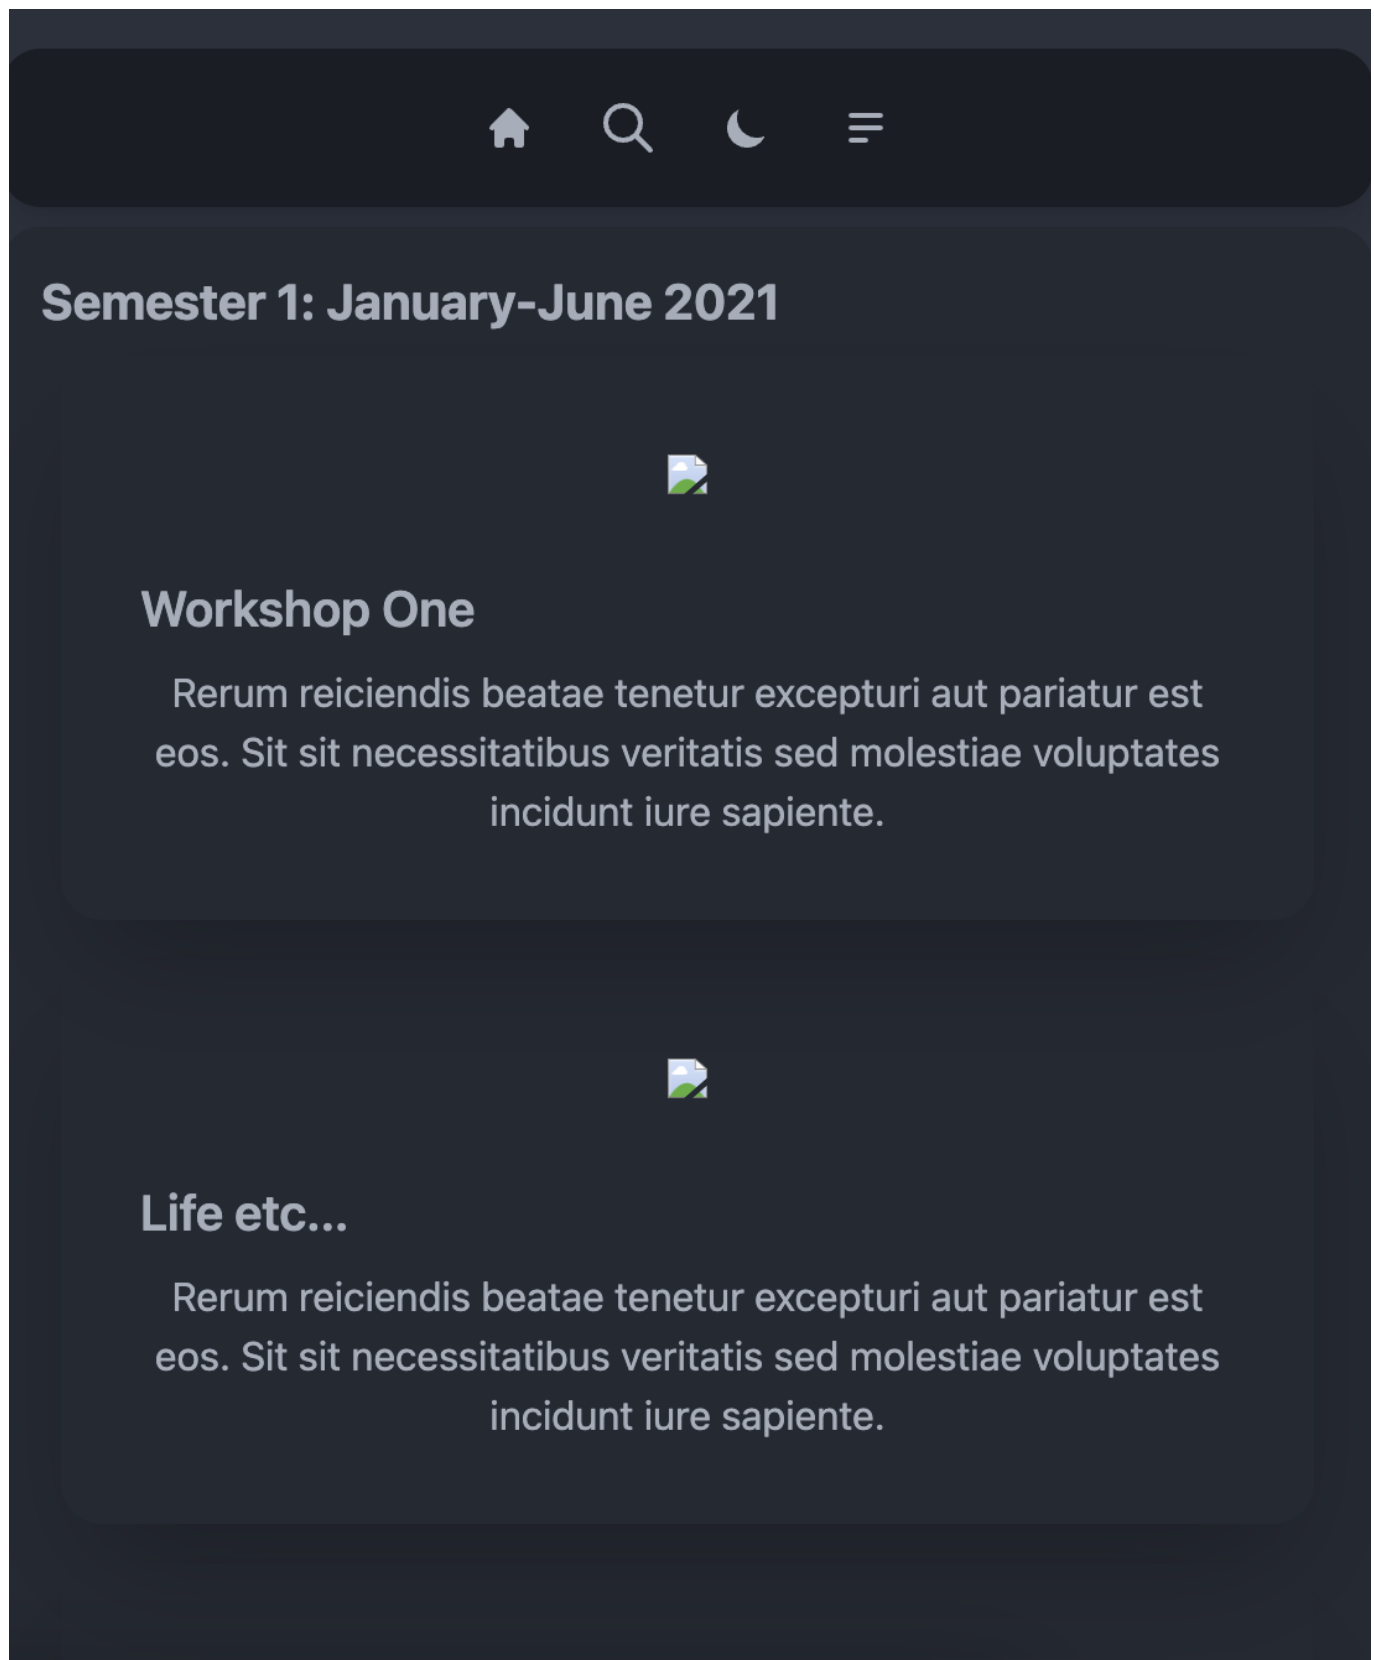 Semester 1: January-June 2021
Workshop One
Rerum reiciendis beatae tenetur excepturi aut pariatur est
eos. Sit sit necessitatibus veritatis sed molestiae voluptates
incidunt iure sapiente.
Life etc...
Rerum reiciendis beatae tenetur excepturi aut pariatur est
eos. Sit sit necessitatibus veritatis sed molestiae voluptates
incidunt iure sapiente.